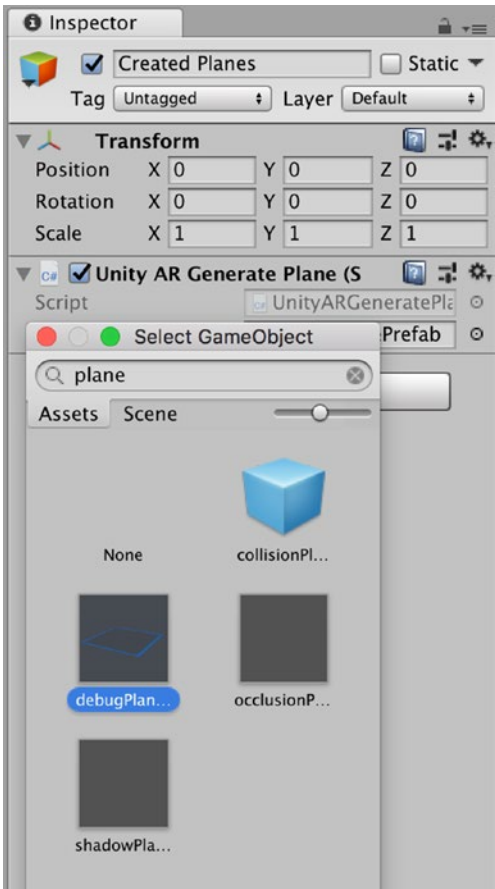 Inspector
Created Planes Static
Tag Untagged Layer Default
Transform
Position X 0 Y 0 Z 0
Rotation X 0 Y 0 Z 0
Scale X 1 Y 1 Z 1
C# Unity AR Generate Plane (S
Script UnityARGeneratePla
Select GameObject
Prefab
plane
Assets Scene
None
collisionPl...
debugPlan...
occlusionP...
shadowPla...